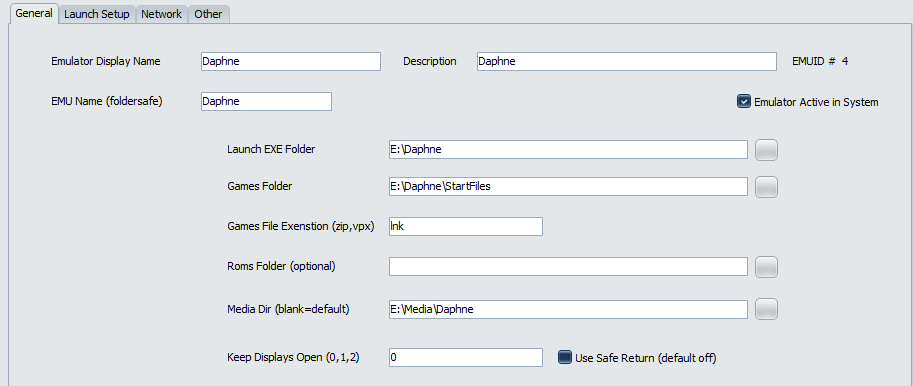 General Launch Setup Network Other
Emulator Display Name Daphne Description Daphne EMUID # 4
EMU Name (foldersafe) Daphne Emulator Active in System
Launch EXE Folder E:\Daphne
Games Folder E:\Daphne\StartFiles
Games File Exenstion (zip,vpx) lnk
Roms Folder (optional)
Media Dir (blank=default) E:\Media\Daphne
Keep Displays Open (0,1,2) 0 Use Safe Return (default off)